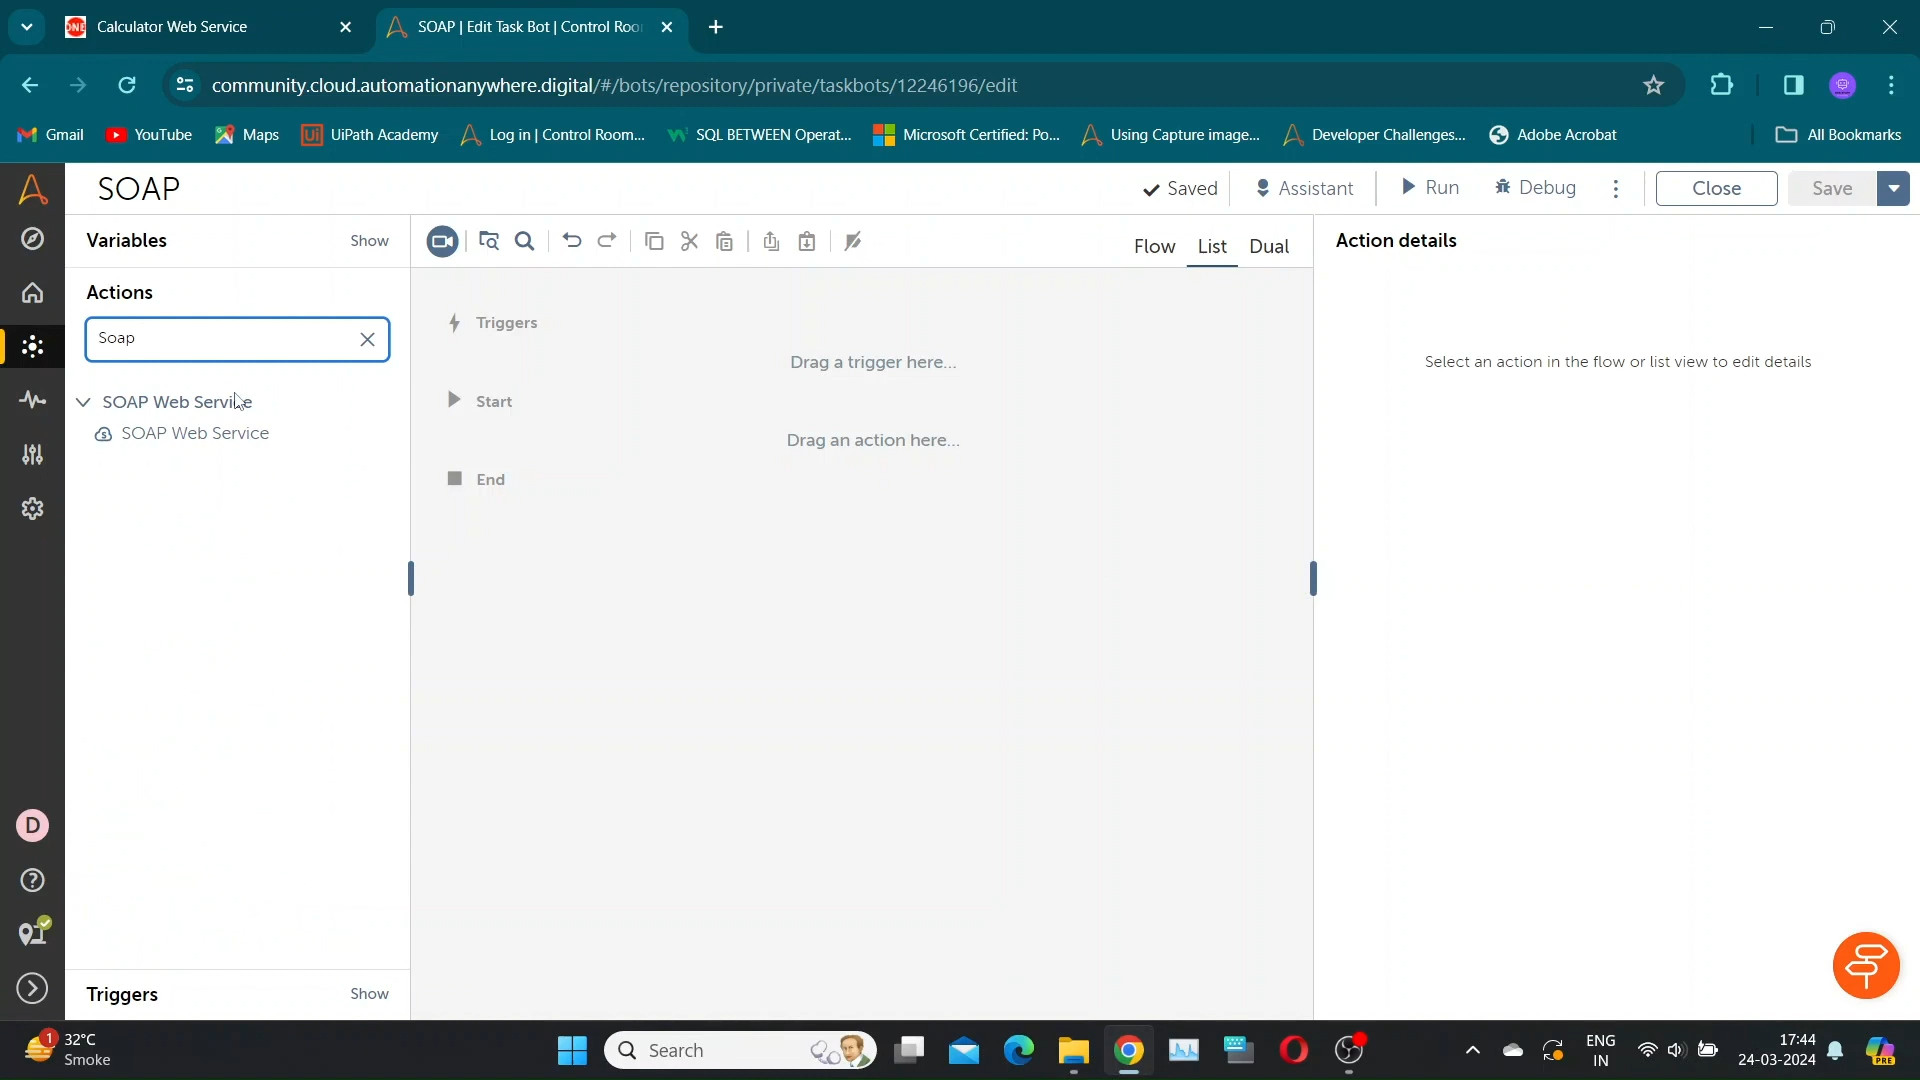 Calculator Web Service
SOAP | Edit Task Bot | Control Roo
community.cloud.automationanywhere.digital/#/bots/repository/private/taskbots/12246196/edit
Gmail
YouTube
Maps
UiPath Academy
Log in | Control Room...
SQL BETWEEN Operat...
Microsoft Certified: Po...
Using Capture image...
Developer Challenges...
Adobe Acrobat
All Bookmarks
SOAP
Saved
Assistant
Run
Debug
Close
Save
Variables
Show
Flow
List
Dual
Action details
Actions
Soap
Triggers
Drag a trigger here...
Select an action in the flow or list view to edit details
SOAP Web Service
Start
SOAP Web Service
Drag an action here...
End
D
Triggers
Show
1
32°C
Smoke
Search
ENG
IN
17:44
24-03-2024
PRE